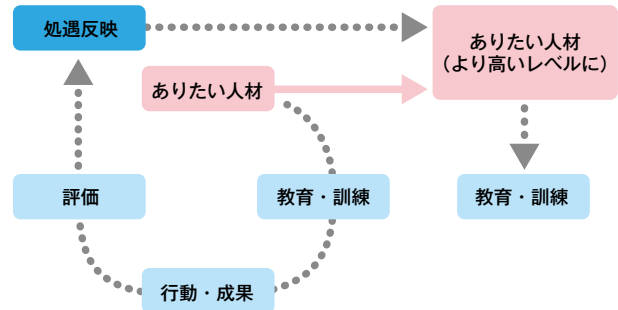 処遇反映
ありたい人材
（より高いレベルに）
ありたい人材
評価
教育・訓練
教育・訓練
行動・成果